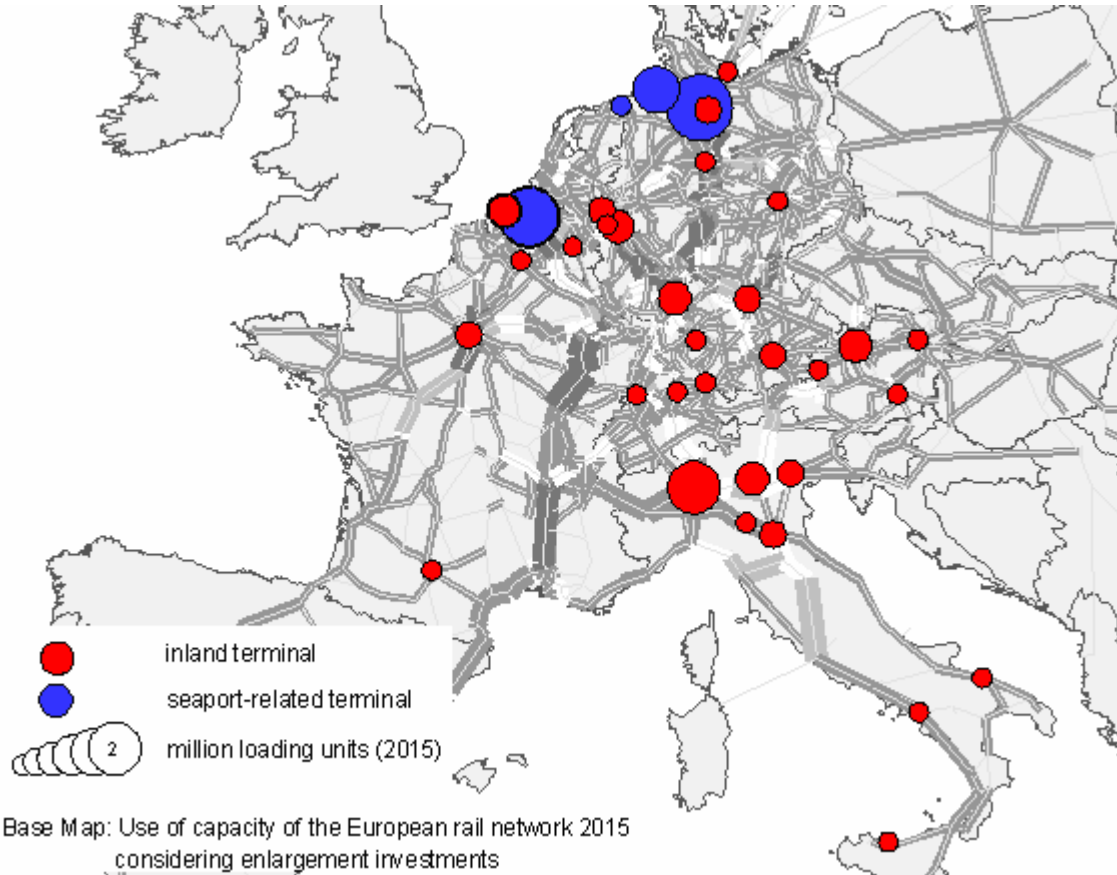 inland terminal
seaport-related terminal
2 million loading units (2015)
Base Map: Use of capacity of the European rail network 2015
considering enlargement investments